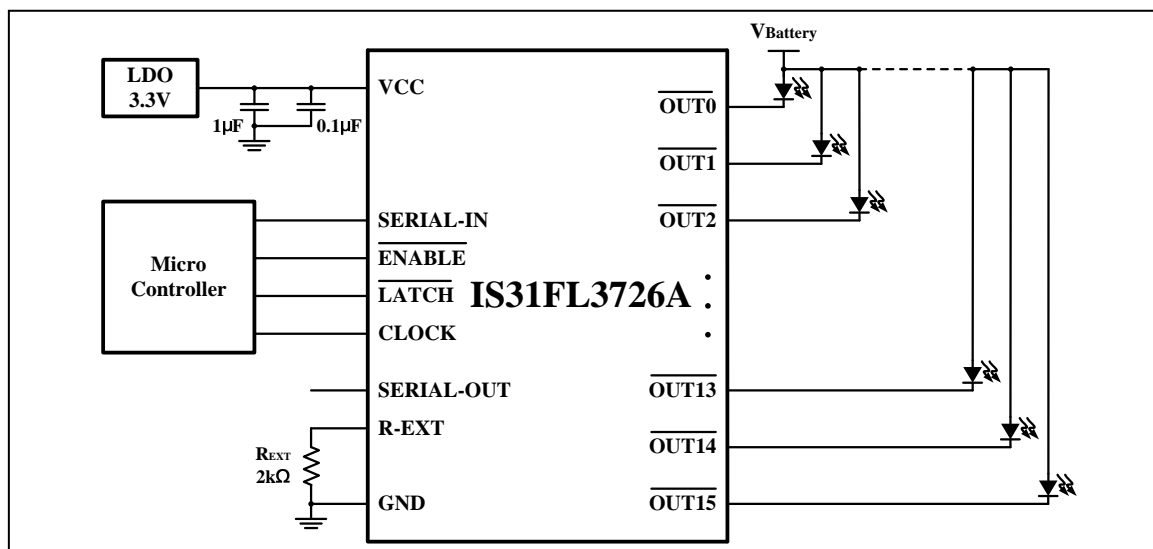 VBattery
LDO
3.3V
1µF
0.1µF
VCC
OUT0
OUT1
OUT2
Micro
Controller
SERIAL-IN
ENABLE
LATCH
CLOCK
IS31FL3726A
SERIAL-OUT
R-EXT
REXT
2kΩ
GND
OUT13
OUT14
OUT15